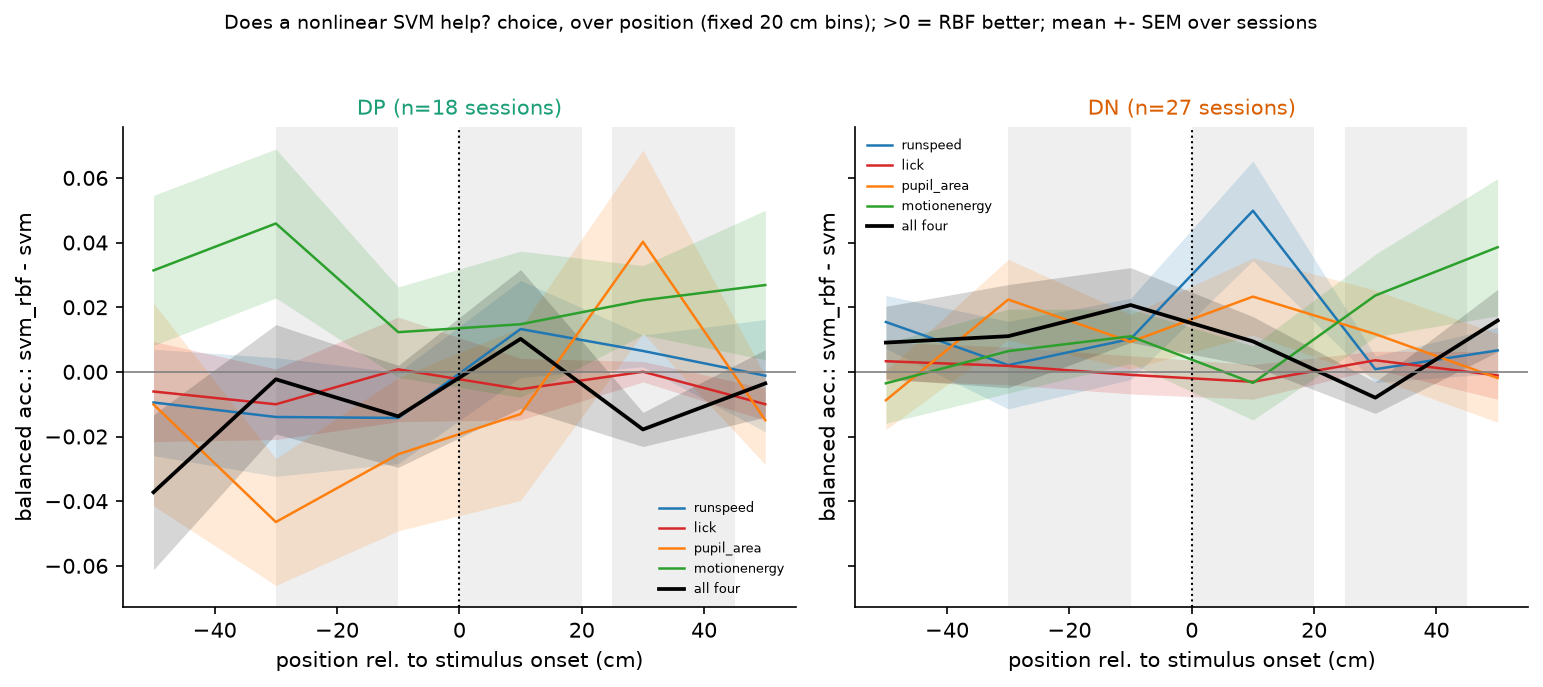 Does a nonlinear SVM help? choice, over position (fixed 20 cm bins); >0 = RBF better; mean +- SEM over sessions
DP (n=18 sessions)
balanced acc.: svm_rbf - svm
0.06
0.04
0.02
0.00
−0.02
−0.04
−0.06
runspeed
lick
pupil_area
motionenergy
all four
−40
−20
0
20
40
position rel. to stimulus onset (cm)
DN (n=27 sessions)
balanced acc.: svm_rbf - svm
runspeed
lick
pupil_area
motionenergy
all four
−40
−20
0
20
40
position rel. to stimulus onset (cm)